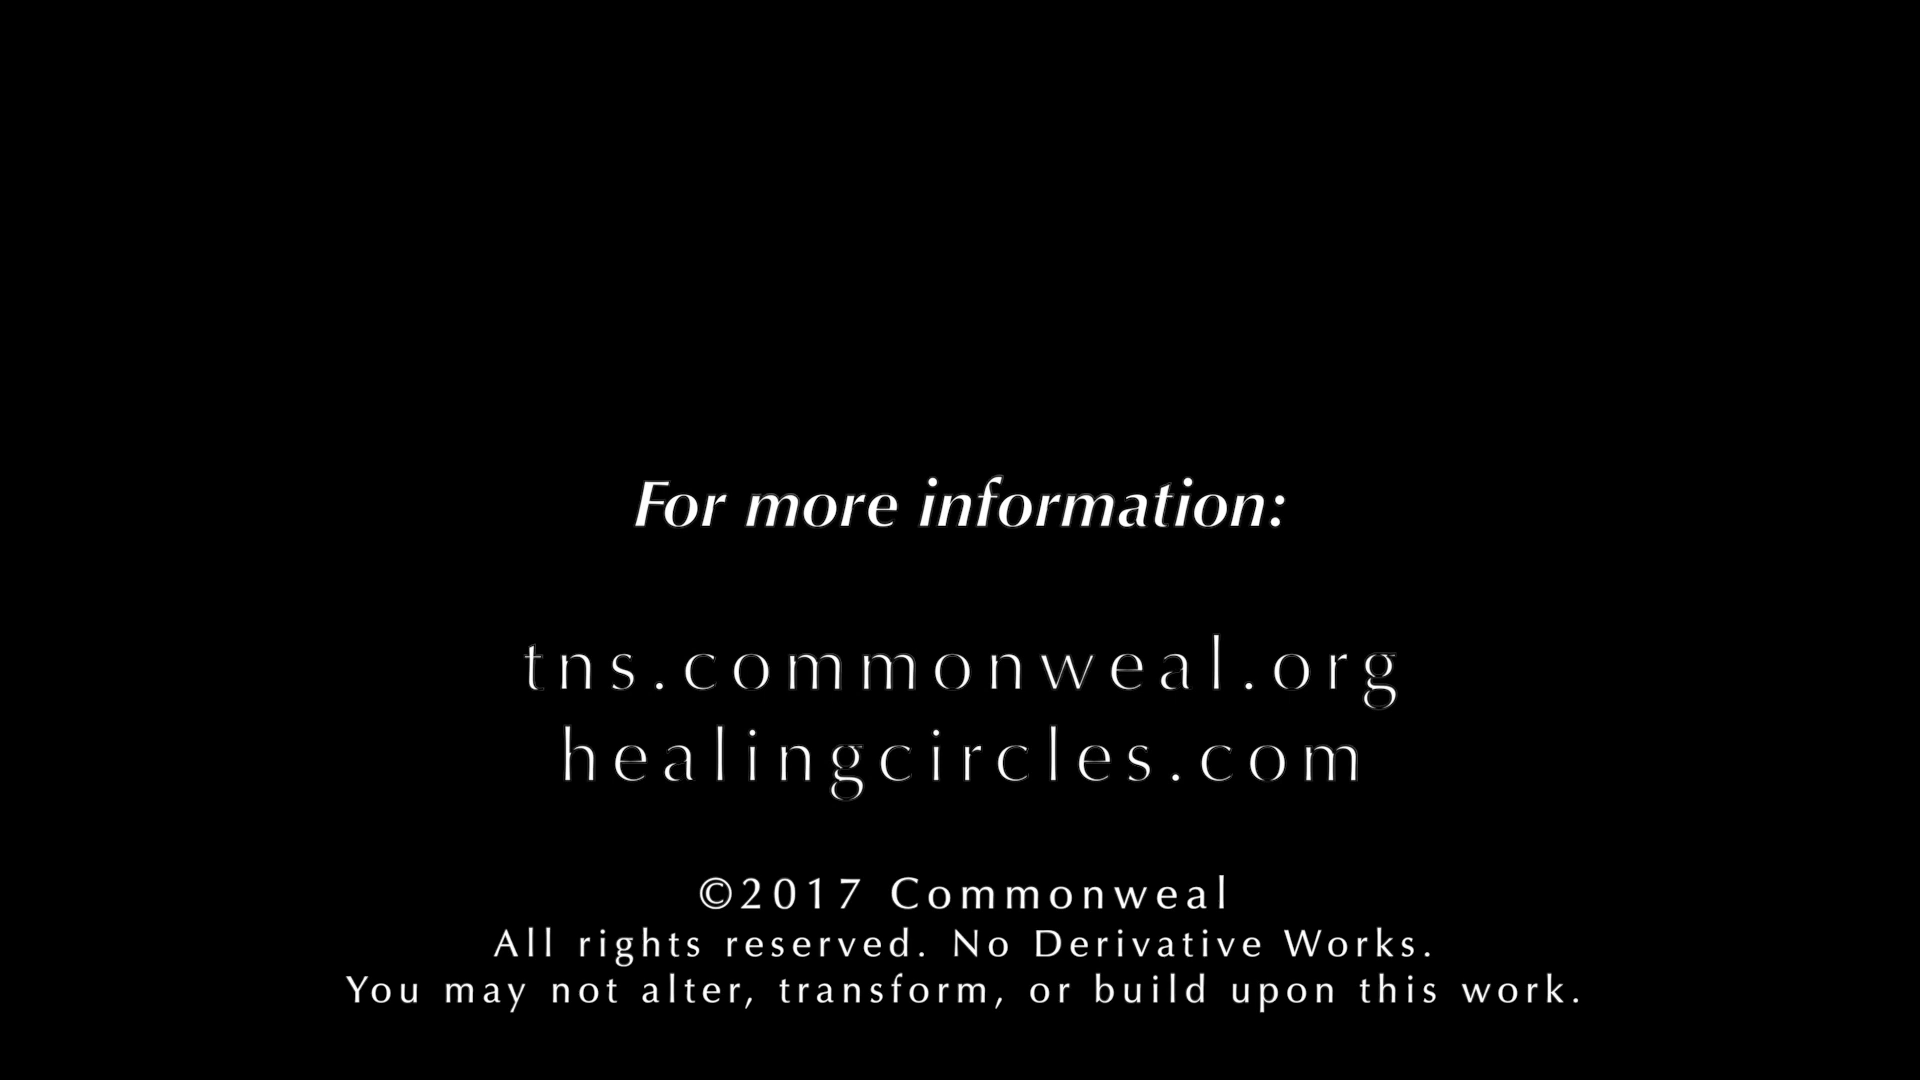 For more information:
tns.commonweal.org
healingcircles.com
©2017 Commonweal
All rights reserved. No Derivative Works.
You may not alter, transform, or build upon this work.